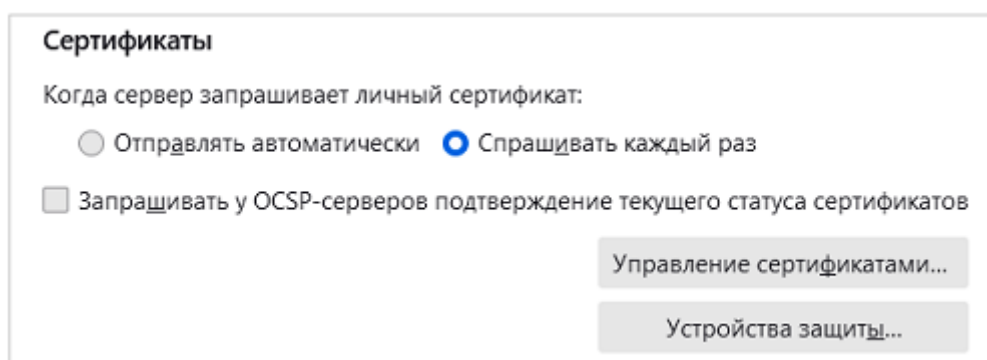 Сертификаты
Когда сервер запрашивает личный сертификат:
Отправлять автоматически Спрашивать каждый раз
Запрашивать у OCSP-серверов подтверждение текущего статуса сертификатов
Управление сертификатами...
Устройства защиты...